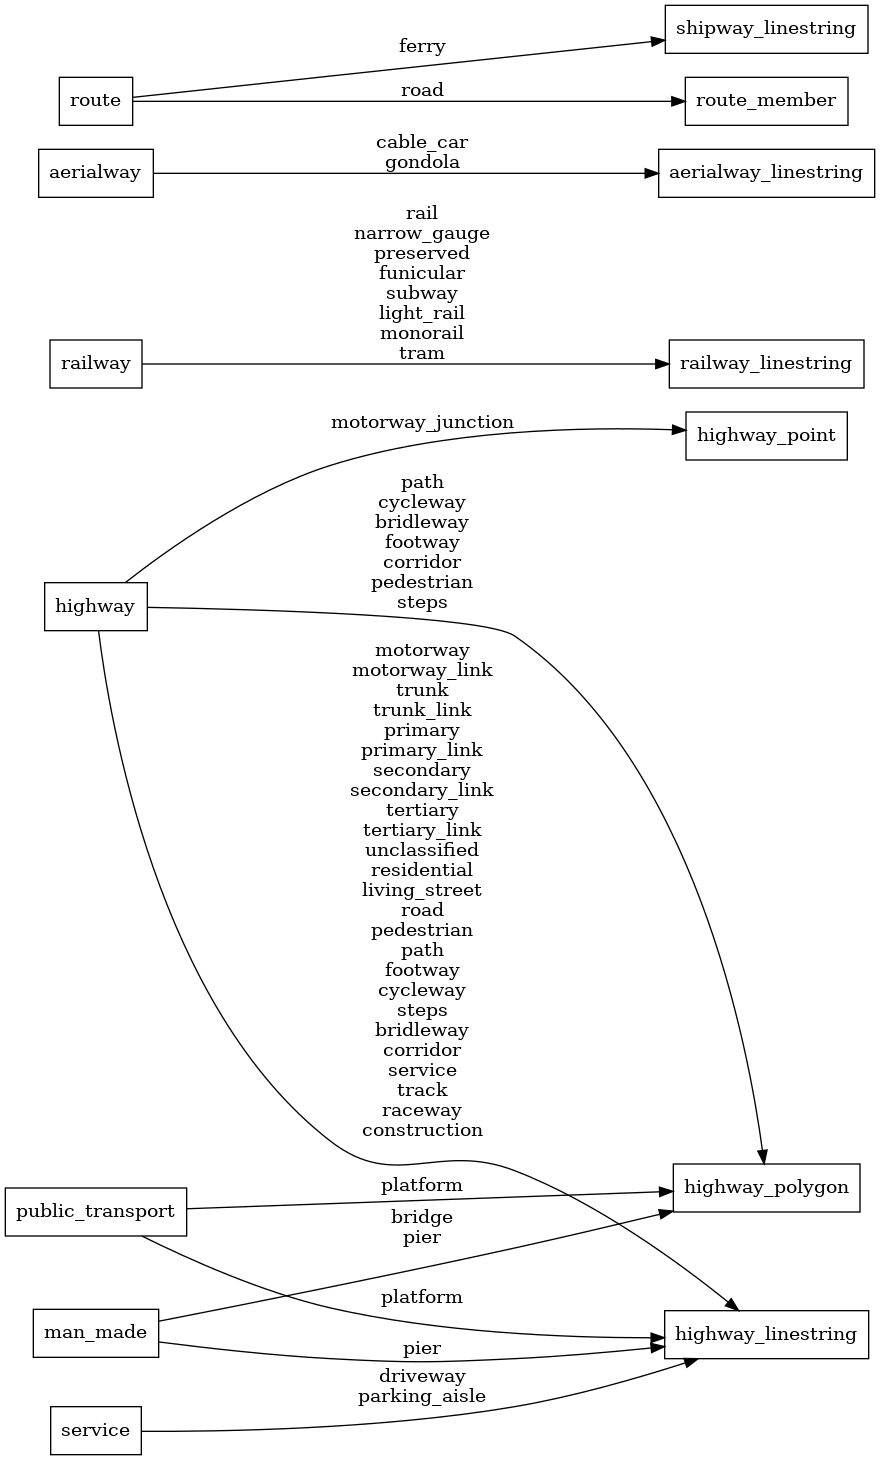 shipway_linestring
ferry
route
road
route_member
cable_car
gondola
aerialway
aerialway_linestring
rail
narrow_gauge
preserved
funicular
subway
light_rail
monorail
tram
railway
railway_linestring
motorway_junction
highway_point
path
cycleway
bridleway
footway
corridor
pedestrian
steps
highway
motorway
motorway_link
trunk
trunk_link
primary
primary_link
secondary
secondary_link
tertiary
tertiary_link
unclassified
residential
living_street
road
pedestrian
path
footway
cycleway
steps
bridleway
corridor
service
track
raceway
construction
highway_polygon
platform
public_transport
bridge
pier
platform
man_made
highway_linestring
pier
driveway
parking_aisle
service